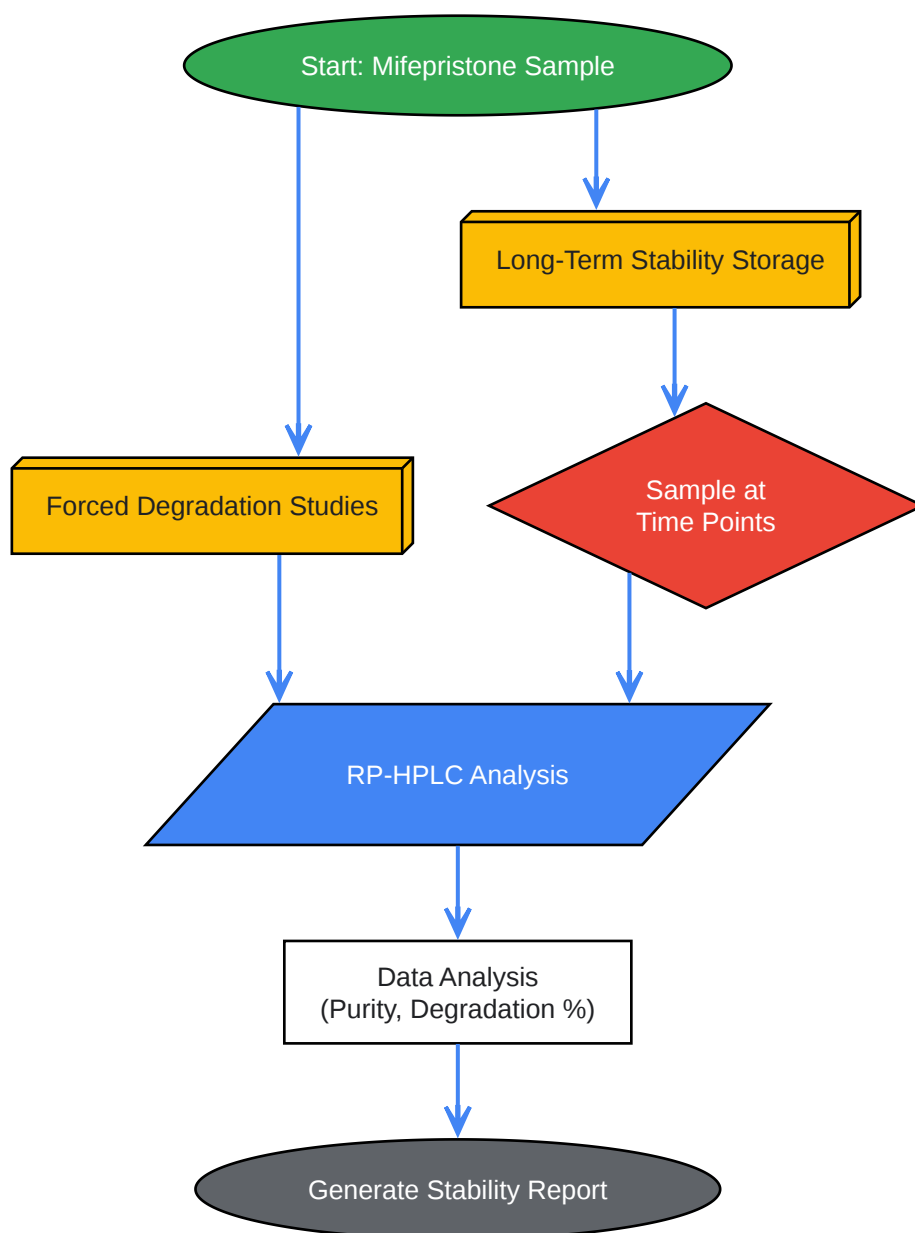 Start: Mifepristone Sample
Long-Term Stability Storage
Forced Degradation Studies
Sample at
Time Points
RP-HPLC Analysis
Data Analysis
(Purity, Degradation %)
Generate Stability Report